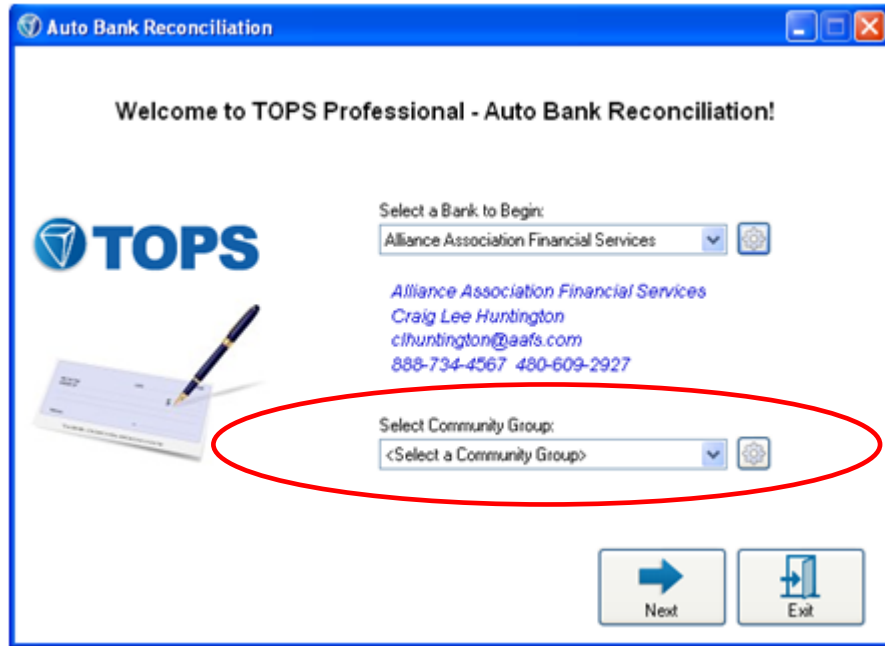 Auto Bank Reconciliation
Welcome to TOPS Professional - Auto Bank Reconciliation!
TOPS
Select a Bank to Begin:
Alliance Association Financial Services
Alliance Association Financial Services
Craig Lee Huntington
clhuntington@aafs.com
888-734-4567 480-609-2927
Select Community Group:
<Select a Community Group>
Next
Exit